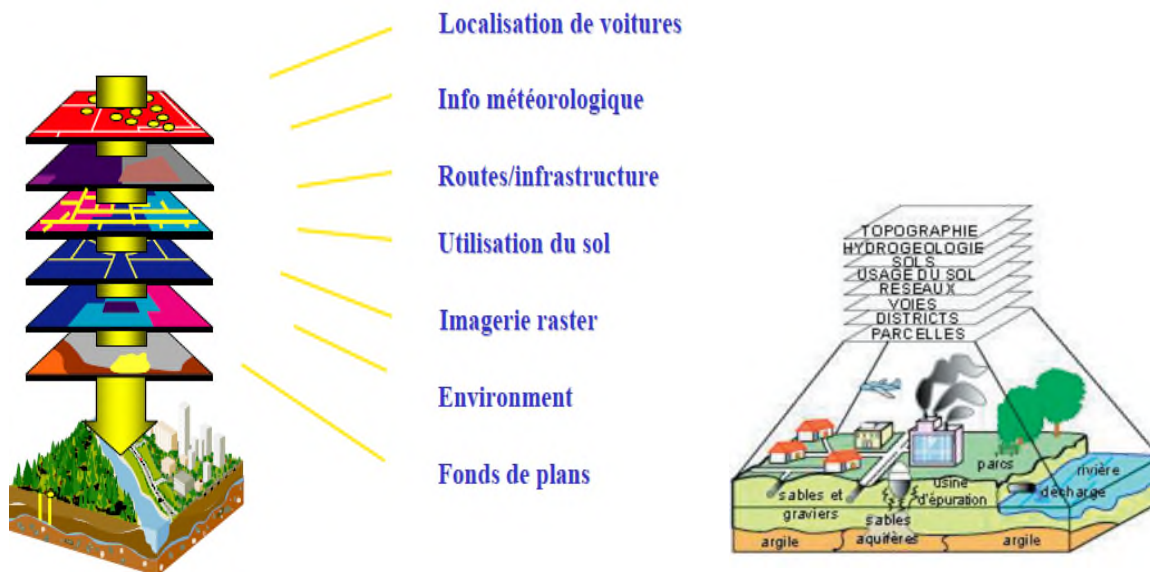 Localisation de voitures
Info météorologique
Routes/infrastructure
Utilisation du sol
Imagerie raster
Environment
Fonds de plans
TOPOGRAPHIE
HYDROGEOLOGIE
SOLS
USAGE DU SOL
RESEAUX
VOIES
DISTRICTS
PARCELLES
parcs
rivière
usine
d'épuration
décharge
sables et
graviers
sables
aquifères
argile
argile